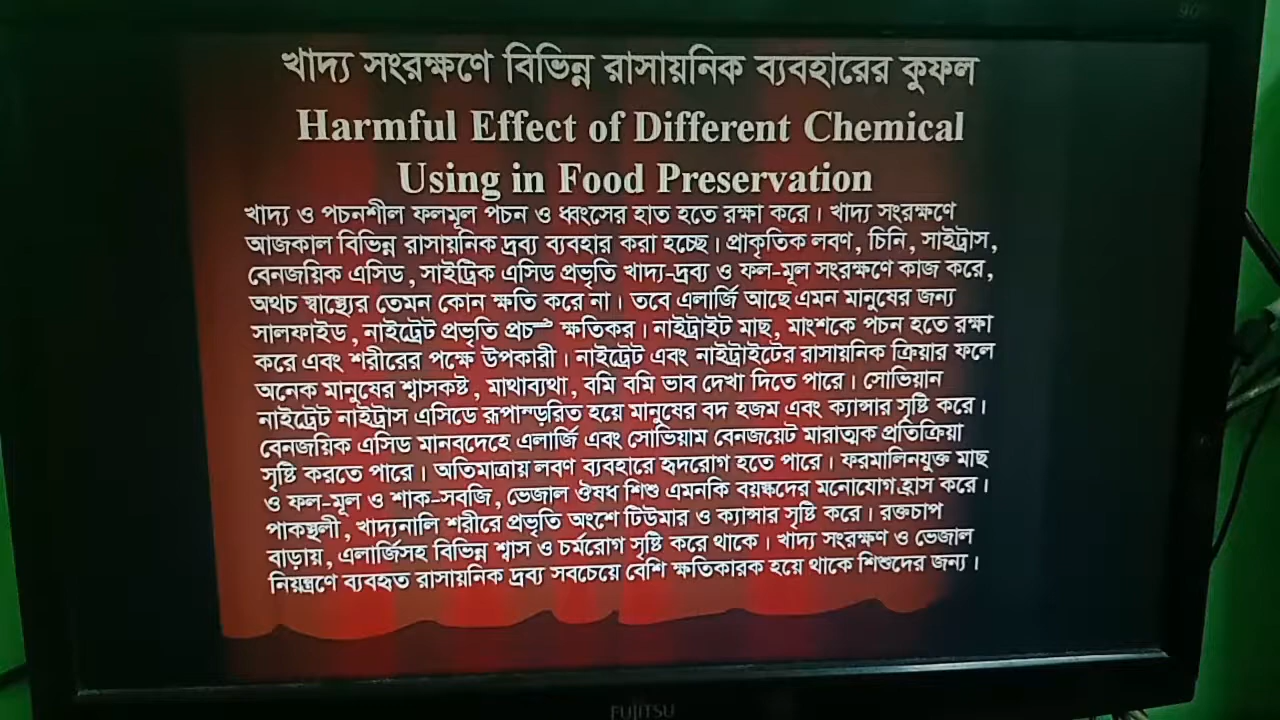 খাদ্য সংরক্ষণে বিভিন্ন রাসায়নিক ব্যবহারের কুফল
Harmful Effect of Different Chemical
Using in Food Preservation
খাদ্য ও পচনশীল ফলমূল পচন ও ধ্বংসের হাত হতে রক্ষা করে। খাদ্য সংরক্ষণে
আজকাল বিভিন্ন রাসায়নিক দ্রব্য ব্যবহার করা হচ্ছে। প্রাকৃতিক লবণ, চিনি, সাইট্রাস,
বেনজয়িক এসিড, সাইট্রিক এসিড প্রভৃতি খাদ্য-দ্রব্য ও ফল-মূল সংরক্ষণে কাজ করে,
অথচ স্বাস্থ্যের তেমন কোন ক্ষতি করে না। তবে এলার্জি আছে এমন মানুষের জন্য
সালফাইড, নাইট্রেট প্রভৃতি ক্ষতিকর। নাইট্রাইট মাছ, মাংশকে পচন হতে রক্ষা
করে এবং শরীরের পক্ষে উপকারী। নাইট্রেট এবং নাইট্রাইটের রাসায়নিক ক্রিয়ার ফলে
অনেক মানুষের শ্বাসকষ্ট, মাথাব্যথা, বমি বমি ভাব দেখা দিতে পারে। সোডিয়ান
নাইট্রেট নাইট্রাস এসিডে রূপান্ড়রিত হয়ে মানুষের বদ হজম এবং ক্যান্সার সৃষ্টি করে।
বেনজয়িক এসিড মানবদেহে এলার্জি এবং সোডিয়াম বেনজয়েট মারাত্মক প্রতিক্রিয়া
সৃষ্টি করতে পারে। অতিমাত্রায় লবণ ব্যবহারে হৃদরোগ হতে পারে। ফরমালিনযুক্ত মাছ
ও ফল-মূল ও শাক-সবজি, ভেজাল ঔষধ শিশু এমনকি বয়স্কদের মনোযোগ হ্রাস করে।
পাকস্থলী, খাদ্যনালি শরীরে প্রভৃতি অংশে টিউমার ও ক্যান্সার সৃষ্টি করে। রক্তচাপ
বাড়ায়, এলার্জিসহ বিভিন্ন শ্বাস ও চর্মরোগ সৃষ্টি করে থাকে। খাদ্য সংরক্ষণ ও ভেজাল
নিয়ন্ত্রণে ব্যবহৃত রাসায়নিক দ্রব্য সবচেয়ে বেশি ক্ষতিকারক হয়ে থাকে শিশুদের জন্য।
FUJITSU